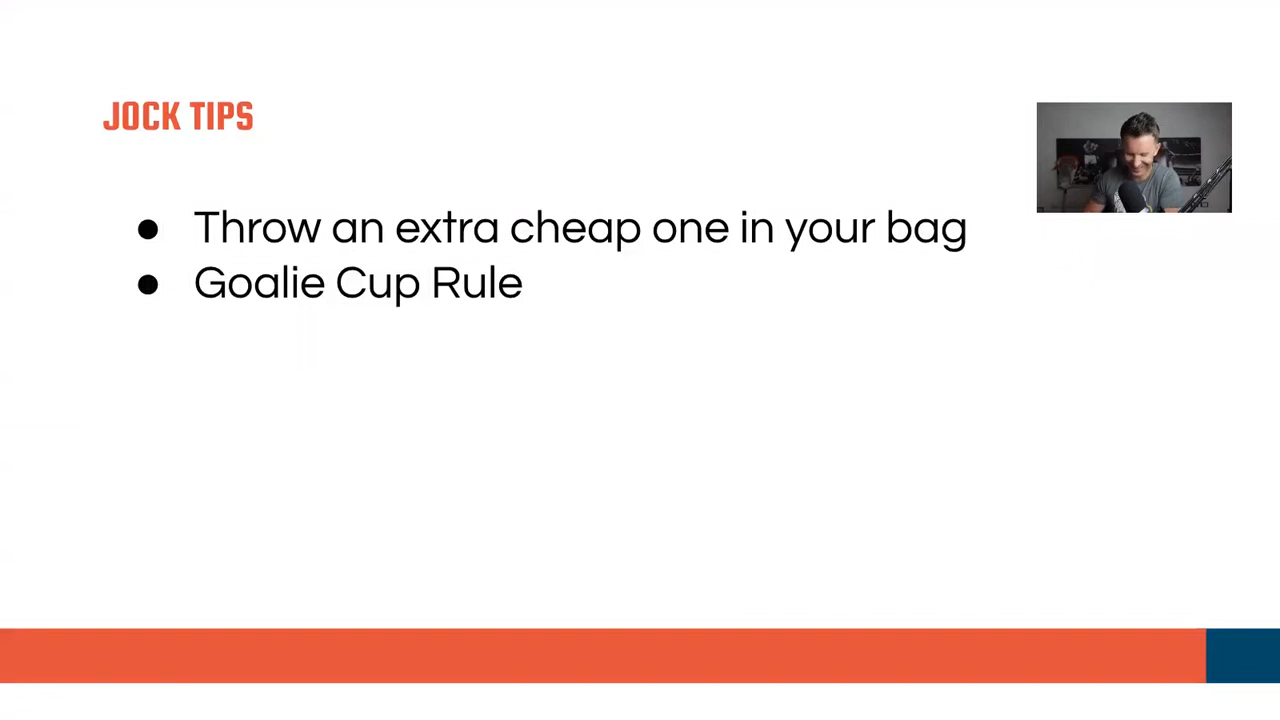 JOCK TIPS
● Throw an extra cheap one in your bag
● Goalie Cup Rule